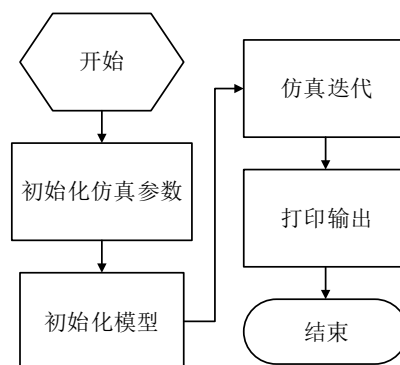 开始
初始化仿真参数
初始化模型
仿真迭代
打印输出
结束